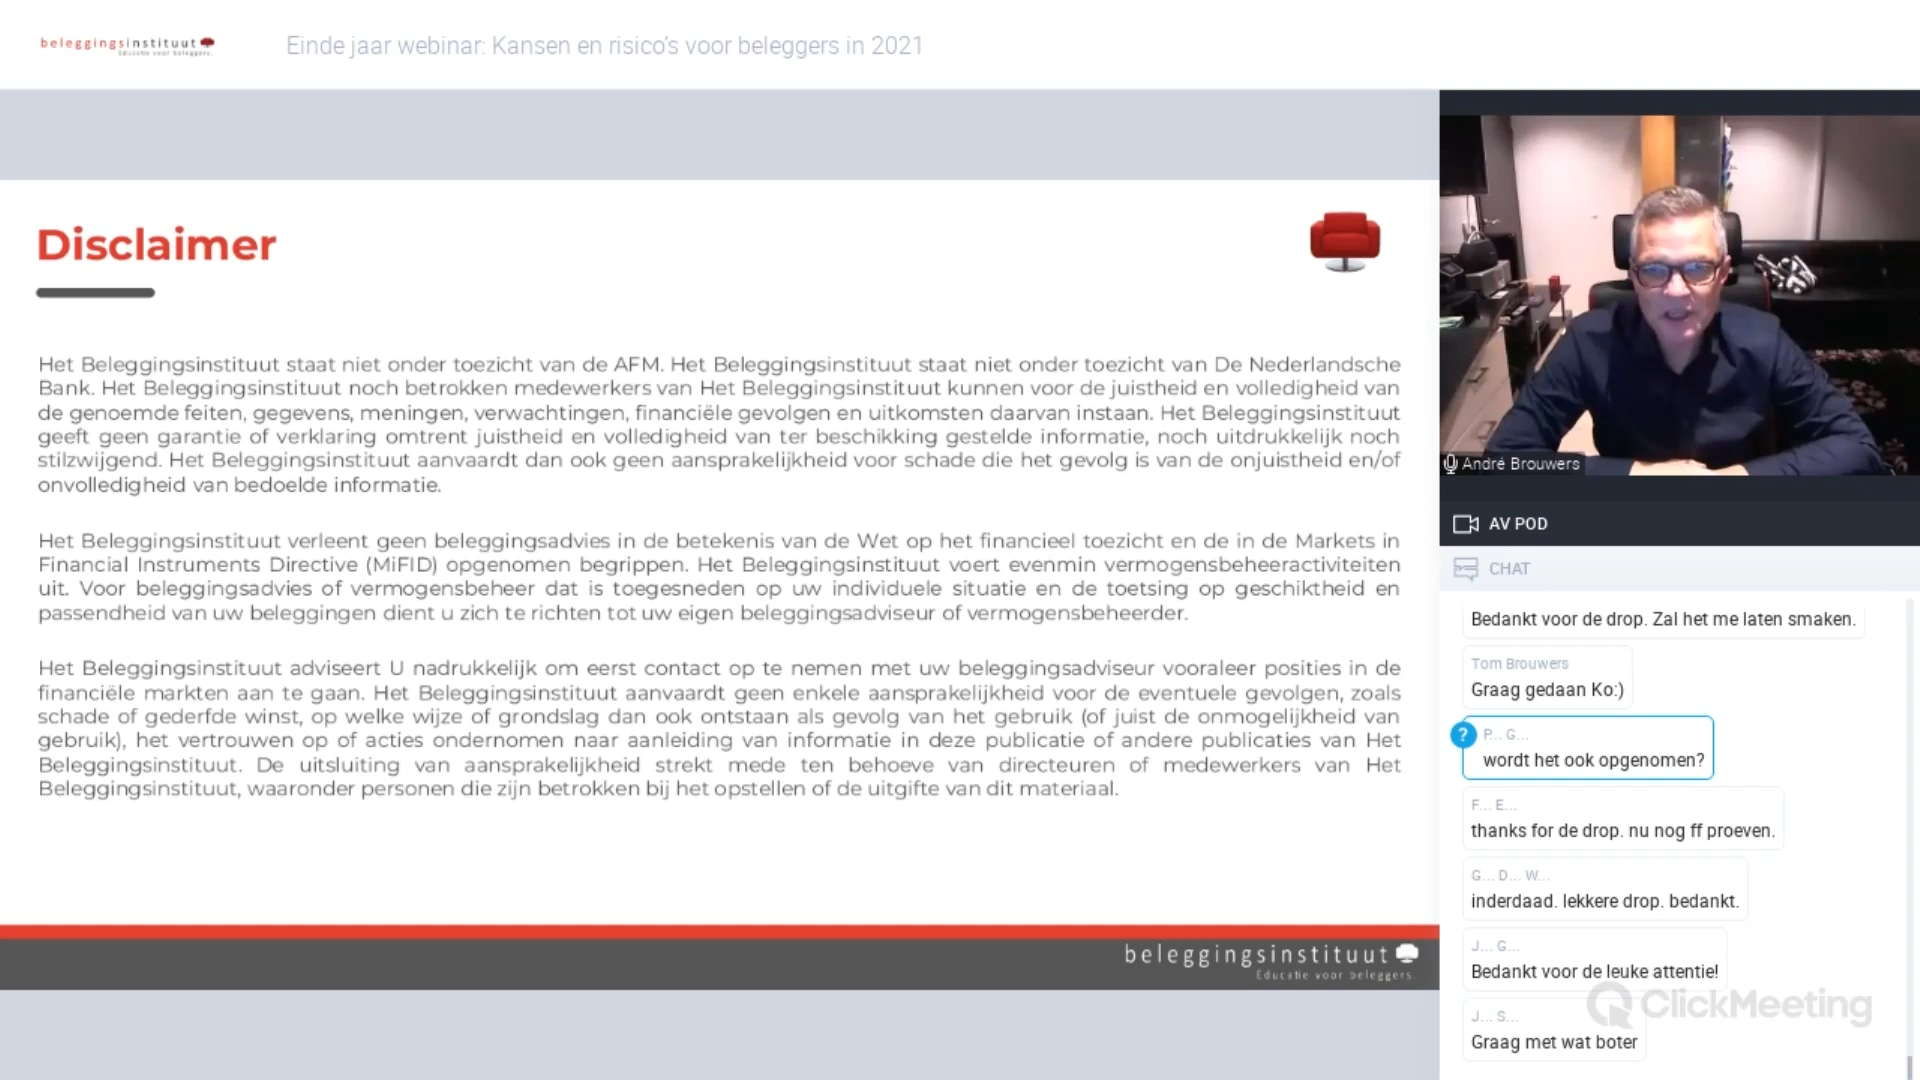 beleggingsinstituut
Educatie voor beleggers.
Einde jaar webinar: Kansen en risico's voor beleggers in 2021
Disclaimer
Het Beleggingsinstituut staat niet onder toezicht van de AFM. Het Beleggingsinstituut staat niet onder toezicht van De Nederlandsche
Bank. Het Beleggingsinstituut noch betrokken medewerkers van Het Beleggingsinstituut kunnen voor de juistheid en volledigheid van
de genoemde feiten, gegevens, meningen, verwachtingen, financiële gevolgen en uitkomsten daarvan instaan. Het Beleggingsinstituut
geeft geen garantie of verklaring omtrent juistheid en volledigheid van ter beschikking gestelde informatie, noch uitdrukkelijk noch
stilzwijgend. Het Beleggingsinstituut aanvaardt dan ook geen aansprakelijkheid voor schade die het gevolg is van de onjuistheid en/of
onvolledigheid van bedoelde informatie.
Het Beleggingsinstituut verleent geen beleggingsadvies in de betekenis van de Wet op het financieel toezicht en de in de Markets in
Financial Instruments Directive (MiFID) opgenomen begrippen. Het Beleggingsinstituut voert evenmin vermogensbeheeractiviteiten
uit. Voor beleggingsadvies of vermogensbeheer dat is toegesneden op uw individuele situatie en de toetsing op geschiktheid en
passendheid van uw beleggingen dient u zich te richten tot uw eigen beleggingsadviseur of vermogensbeheerder.
Het Beleggingsinstituut adviseert U nadrukkelijk om eerst contact op te nemen met uw beleggingsadviseur vooraleer posities in de
financiële markten aan te gaan. Het Beleggingsinstituut aanvaardt geen enkele aansprakelijkheid voor de eventuele gevolgen, zoals
schade of gederfde winst, op welke wijze of grondslag dan ook ontstaan als gevolg van het gebruik (of juist de onmogelijkheid van
gebruik), het vertrouwen op of acties ondernomen naar aanleiding van informatie in deze publicatie of andere publicaties van Het
Beleggingsinstituut. De uitsluiting van aansprakelijkheid strekt mede ten behoeve van directeuren of medewerkers van Het
Beleggingsinstituut, waaronder personen die zijn betrokken bij het opstellen of de uitgifte van dit materiaal.
beleggingsinstituut
Educatie voor beleggers.
André Brouwers
AV POD
CHAT
Bedankt voor de drop. Zal het me laten smaken.
Tom Brouwers
Graag gedaan Ko:)
? P... G...
wordt het ook opgenomen?
F... E...
thanks for de drop. nu nog ff proeven.
G... D... W...
inderdaad. lekkere drop. bedankt.
J... G...
Bedankt voor de leuke attentie!
ClickMeeting
J... S...
Graag met wat boter